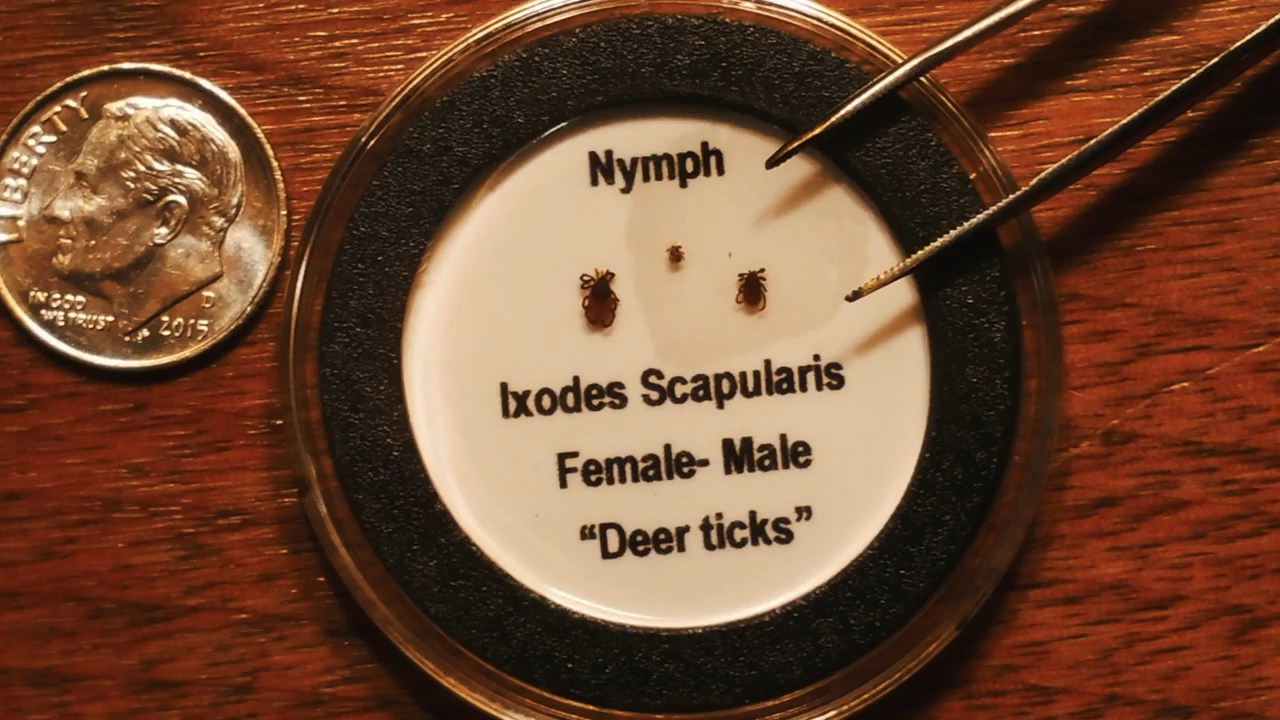 LIBERTY
IN GOD
WE TRUST
D
2015
Nymph
Ixodes Scapularis
Female- Male
“Deer ticks”